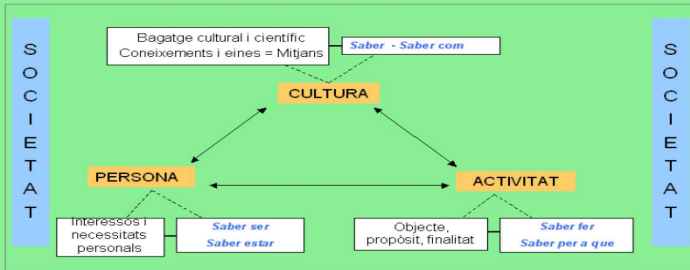 SOCIETAT
Bagatge cultural i científic
Coneixements i eines = Mitjans
Saber - Saber com
CULTURA
PERSONA
ACTIVITAT
Interessos i
necessitats
personals
Saber ser
Saber estar
Objecte,
propòsit, finalitat
Saber fer
Saber per a que
SOCIETAT